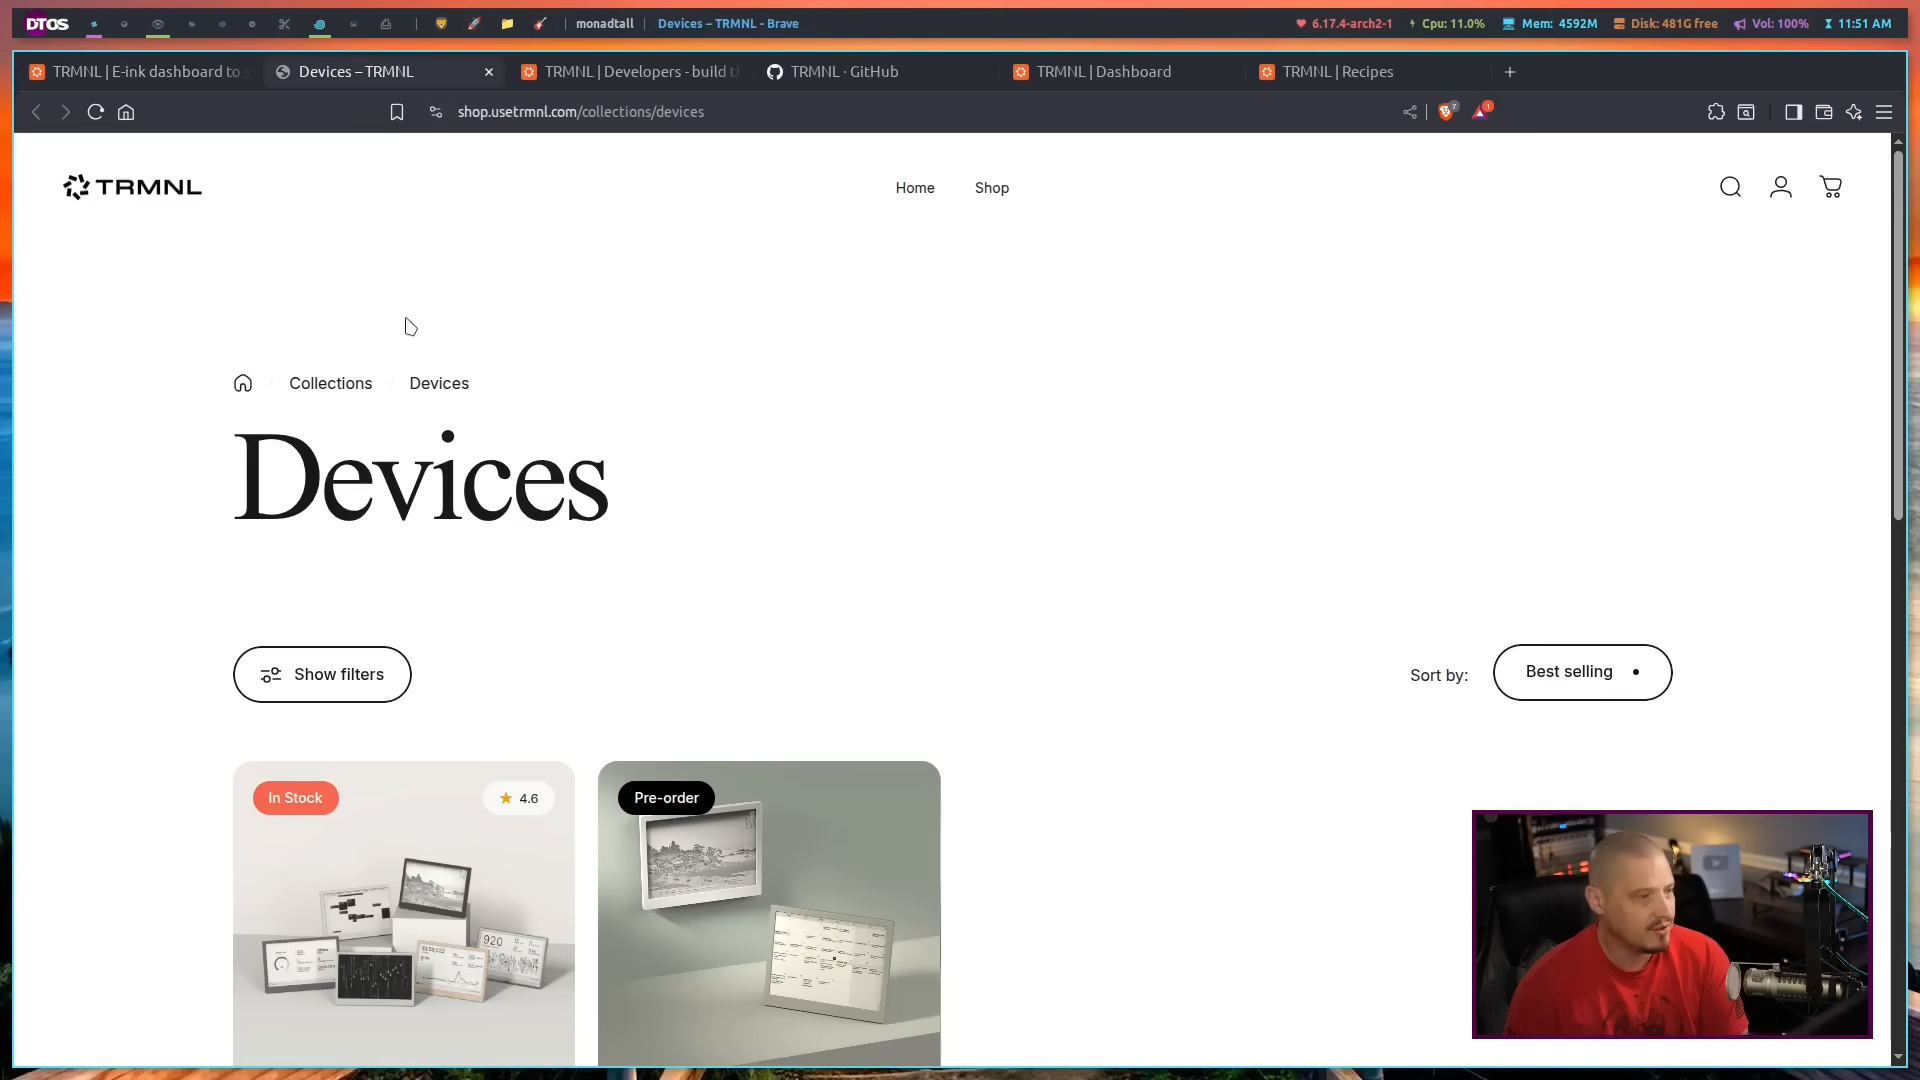 DTOS
monadtall
Devices – TRMNL - Brave
6.17.4-arch2-1
Cpu: 11.0%
Mem: 4592M
Disk: 481G free
Vol: 100%
11:51 AM
TRMNL | E-ink dashboard to s
Devices – TRMNL
TRMNL | Developers - build th
TRMNL · GitHub
TRMNL | Dashboard
TRMNL | Recipes
shop.usetrmnl.com/collections/devices
7
1
TRMNL
Home
Shop
Collections
Devices
Devices
Show filters
Sort by:
Best selling
In Stock
4.6
Pre-order
920